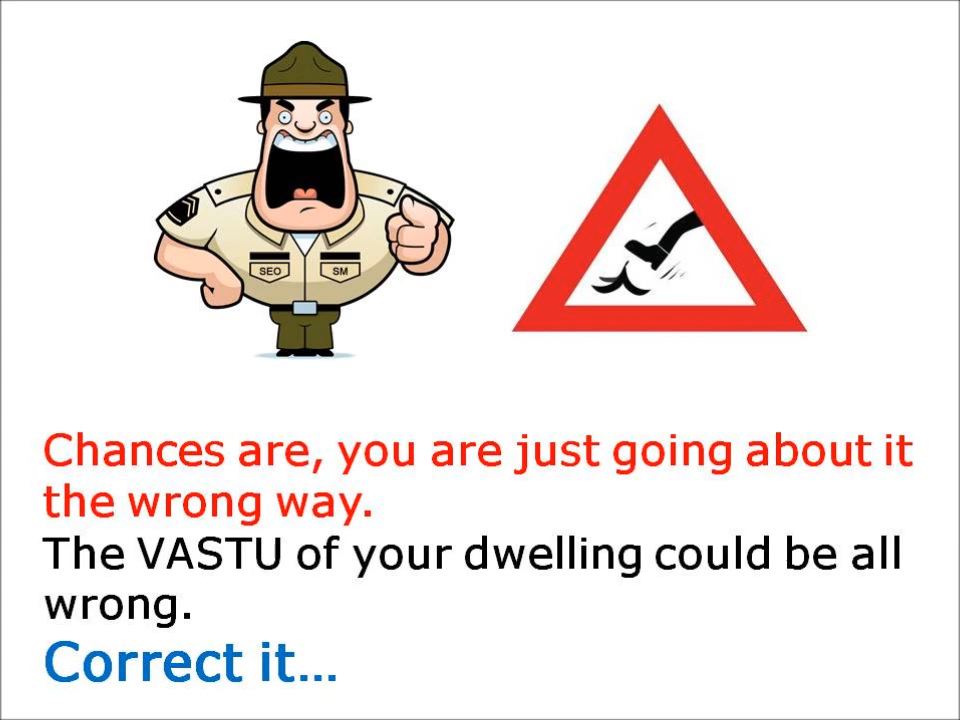 SEO SM
Chances are, you are just going about it
the wrong way.
The VASTU of your dwelling could be all
wrong.
Correct it...